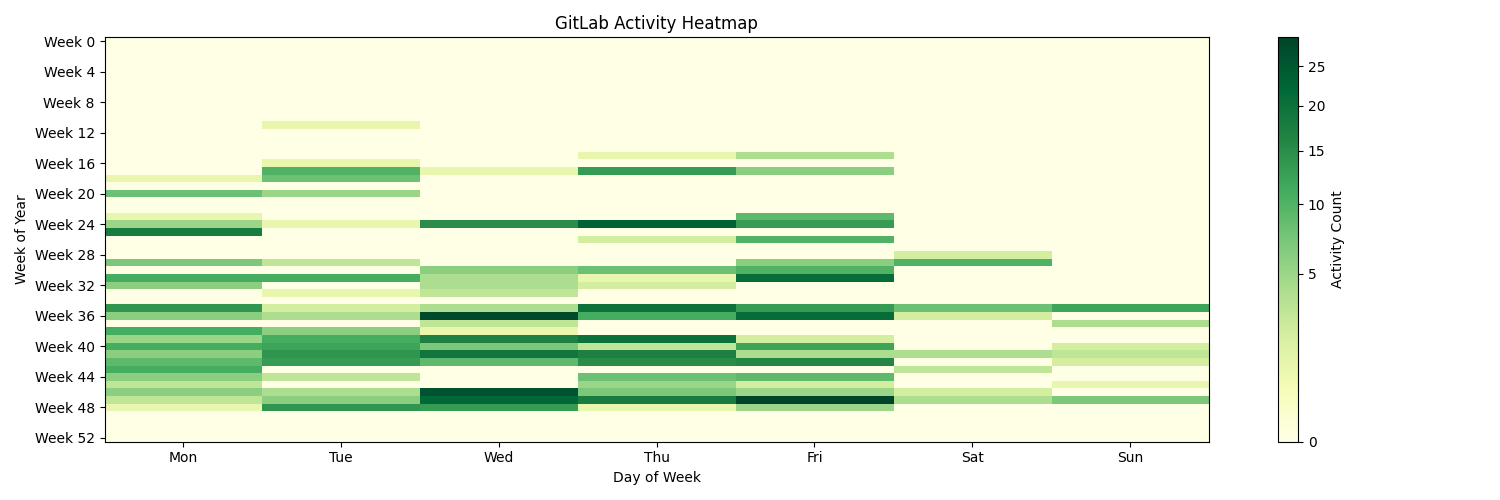 GitLab Activity Heatmap
Week 0
Week 4
Week 8
Week 12
Week 16
Week 20
Week 24
Week 28
Week 32
Week 36
Week 40
Week 44
Week 48
Week 52
Week of Year
Mon Tue Wed Thu Fri Sat Sun
Day of Week
25
20
15
10
5
0
Activity Count